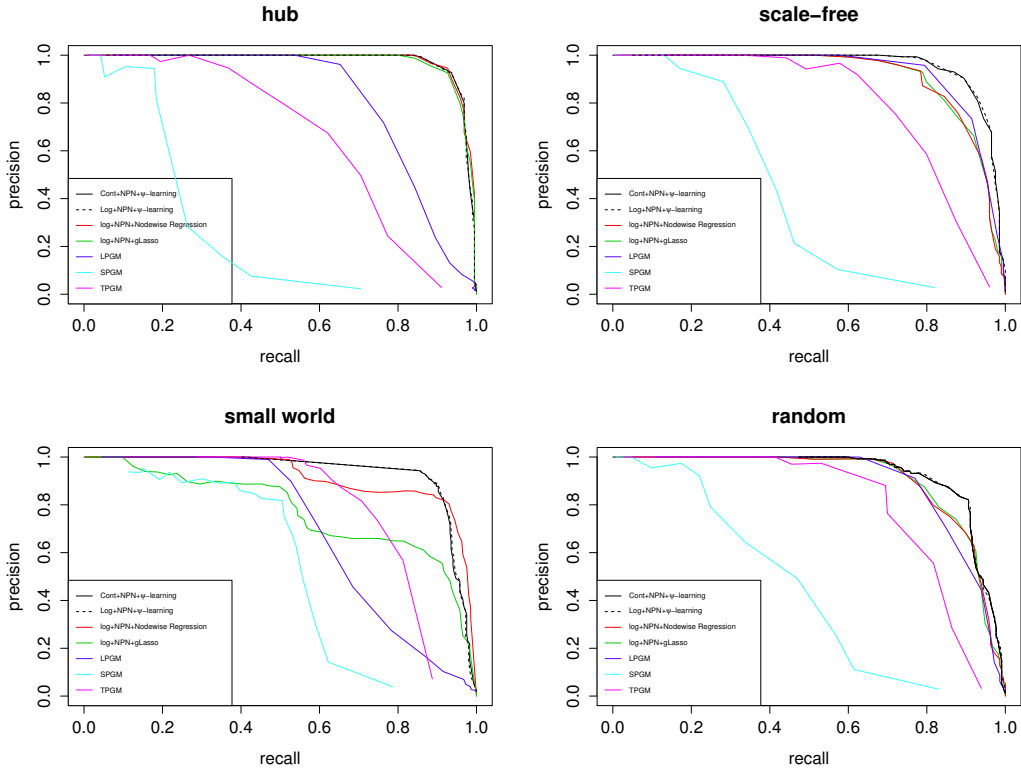 hub
precision
0.0 0.2 0.4 0.6 0.8 1.0
Cont+NPN+ψ−learning
Log+NPN+ψ−learning
log+NPN+Nodewise Regression
log+NPN+gLasso
LPGM
SPGM
TPGM
0.0 0.2 0.4 0.6 0.8 1.0
recall
scale−free
precision
0.0 0.2 0.4 0.6 0.8 1.0
Cont+NPN+ψ−learning
Log+NPN+ψ−learning
log+NPN+Nodewise Regression
log+NPN+gLasso
LPGM
SPGM
TPGM
0.0 0.2 0.4 0.6 0.8 1.0
recall
small world
precision
0.0 0.2 0.4 0.6 0.8 1.0
Cont+NPN+ψ−learning
Log+NPN+ψ−learning
log+NPN+Nodewise Regression
log+NPN+gLasso
LPGM
SPGM
TPGM
0.0 0.2 0.4 0.6 0.8 1.0
recall
random
precision
0.0 0.2 0.4 0.6 0.8 1.0
Cont+NPN+ψ−learning
Log+NPN+ψ−learning
log+NPN+Nodewise Regression
log+NPN+gLasso
LPGM
SPGM
TPGM
0.0 0.2 0.4 0.6 0.8 1.0
recall